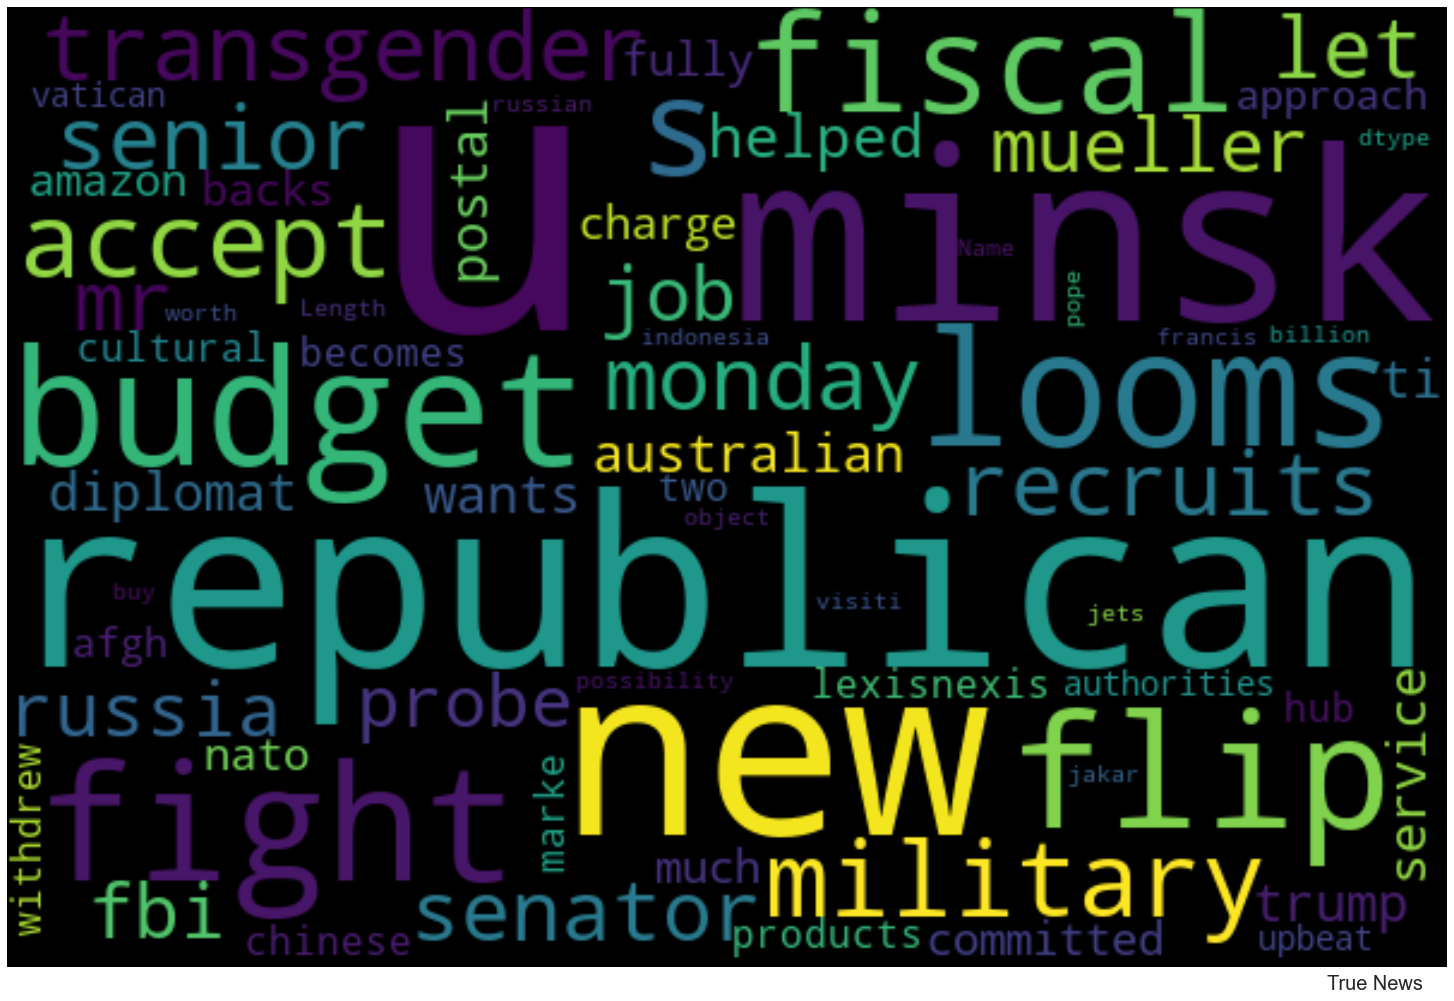 transgender
fully
fiscal
let
vatican
russian
approach
senior
postal
s
helped
mueller
dtype
amazon
backs
u
minsk
accept
charge
Name
mr
worth
Length
job
pope
cultural
becomes
indonesia
francis
billion
budget
monday
looms
ti
australian
diplomat
wants
two
recruits
object
republican
buy
visiti
jets
afgh
russia
probe
possibility
lexisnexis
authorities
hub
service
new
flip
nato
withdrew
fight
marke
jakar
much
military
fbi
senator
trump
chinese
products
committed
upbeat
True News